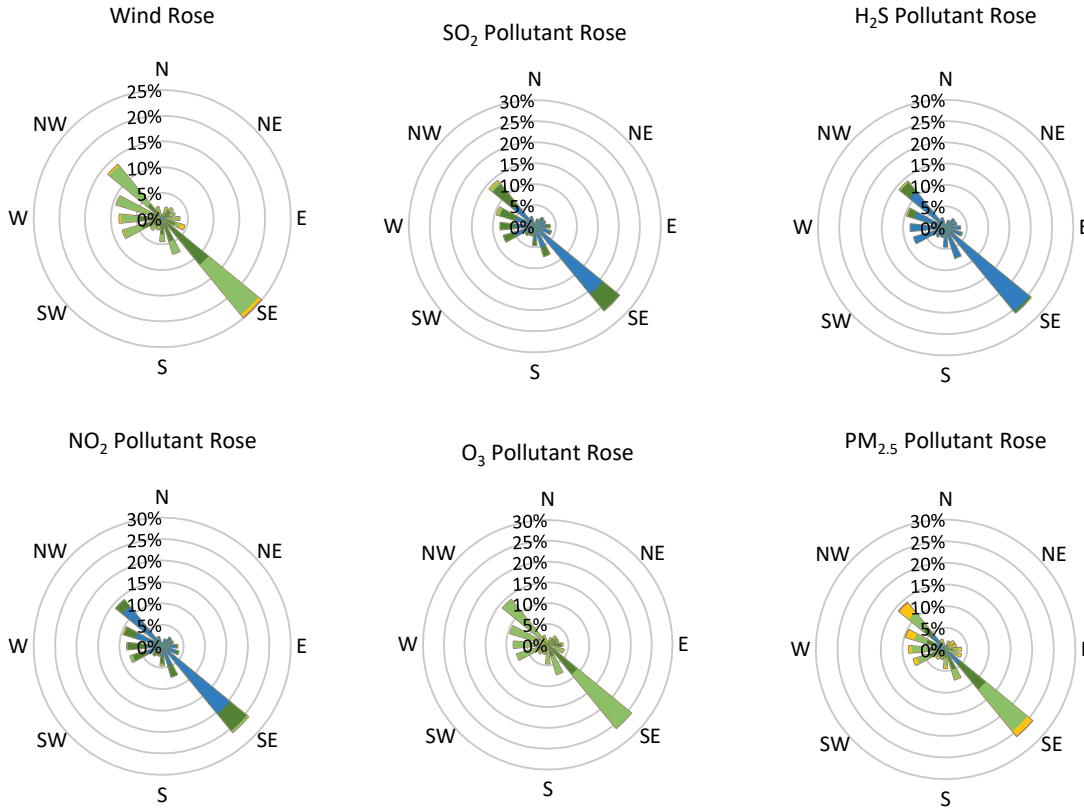 Wind Rose
N
25%
20%
15%
10%
5%
0%
NW
NE
W
E
SW
SE
S
SO₂ Pollutant Rose
N
30%
25%
20%
15%
10%
5%
0%
NW
NE
W
E
SW
SE
S
H₂S Pollutant Rose
N
30%
25%
20%
15%
10%
5%
0%
NW
NE
W
E
SW
SE
S
NO₂ Pollutant Rose
N
30%
25%
20%
15%
10%
5%
0%
NW
NE
W
E
SW
SE
S
O₃ Pollutant Rose
N
30%
25%
20%
15%
10%
5%
0%
NW
NE
W
E
SW
SE
S
PM₂.₅ Pollutant Rose
N
30%
25%
20%
15%
10%
5%
0%
NW
NE
W
E
SW
SE
S